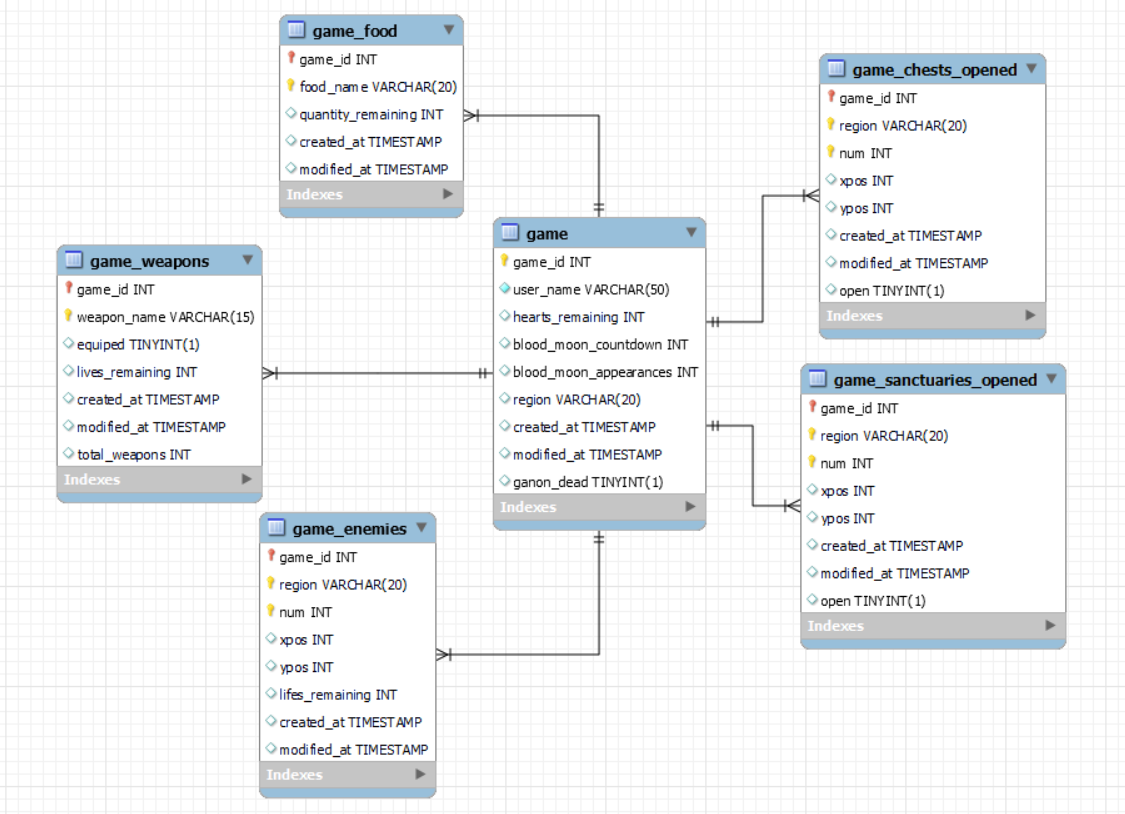 game_food
game_id INT
food_name VARCHAR(20)
quantity_remaining INT
created_at TIMESTAMP
modified_at TIMESTAMP
Indexes
game_chests_opened
game_id INT
region VARCHAR(20)
num INT
xpos INT
ypos INT
created_at TIMESTAMP
modified_at TIMESTAMP
open TINYINT(1)
Indexes
game_weapons
game_id INT
weapon_name VARCHAR(15)
equiped TINYINT(1)
lives_remaining INT
created_at TIMESTAMP
modified_at TIMESTAMP
total_weapons INT
Indexes
game
game_id INT
user_name VARCHAR(50)
hearts_remaining INT
blood_moon_countdown INT
blood_moon_appearances INT
region VARCHAR(20)
created_at TIMESTAMP
modified_at TIMESTAMP
ganon_dead TINYINT(1)
Indexes
game_sanctuaries_opened
game_id INT
region VARCHAR(20)
num INT
xpos INT
ypos INT
created_at TIMESTAMP
modified_at TIMESTAMP
open TINYINT(1)
Indexes
game_enemies
game_id INT
region VARCHAR(20)
num INT
xpos INT
ypos INT
lifes_remaining INT
created_at TIMESTAMP
modified_at TIMESTAMP
Indexes